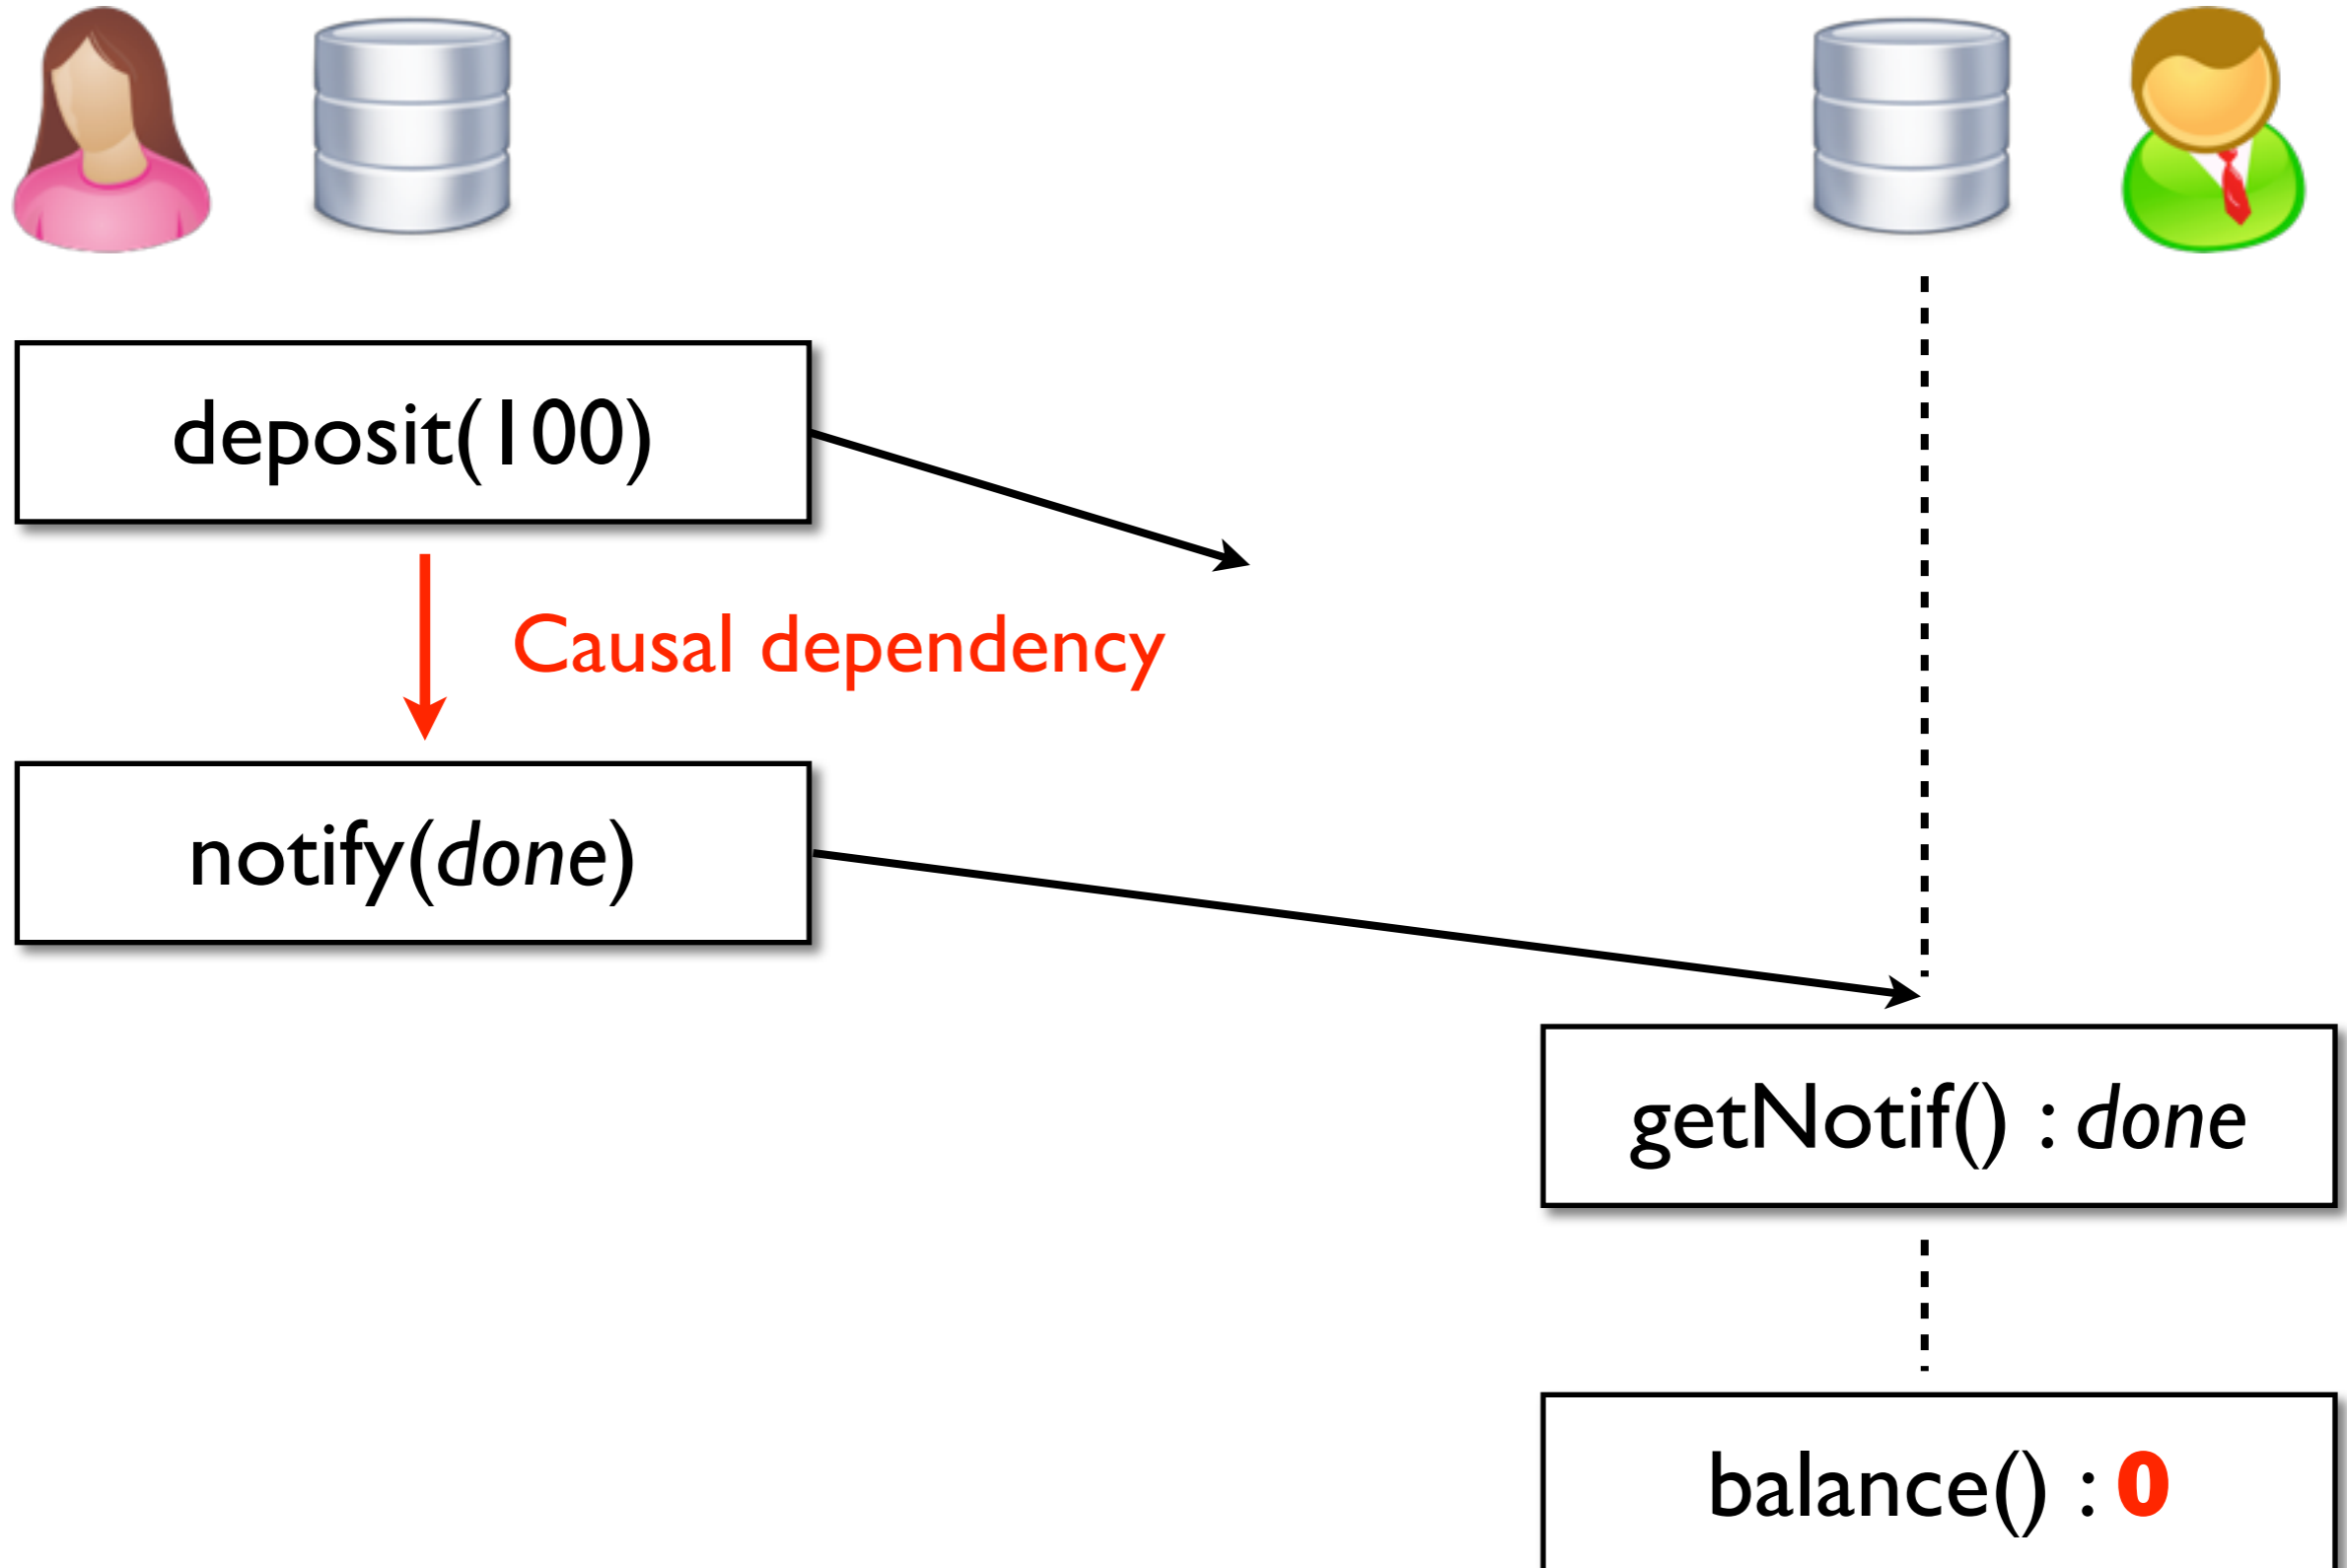 deposit(100)
Causal dependency
notify(done)
getNotif() : done
balance() : 0